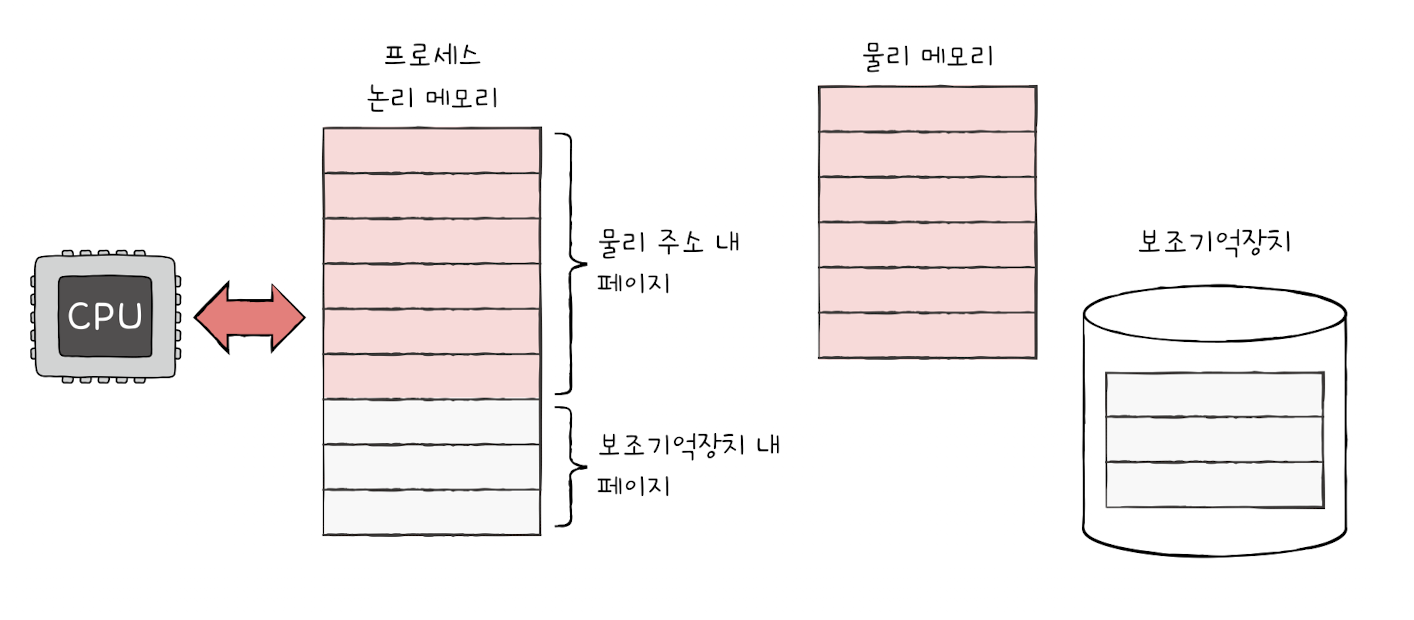 프로세스
논리 메모리
물리 메모리
물리 주소 내
페이지
보조기억장치
CPU
보조기억장치 내
페이지